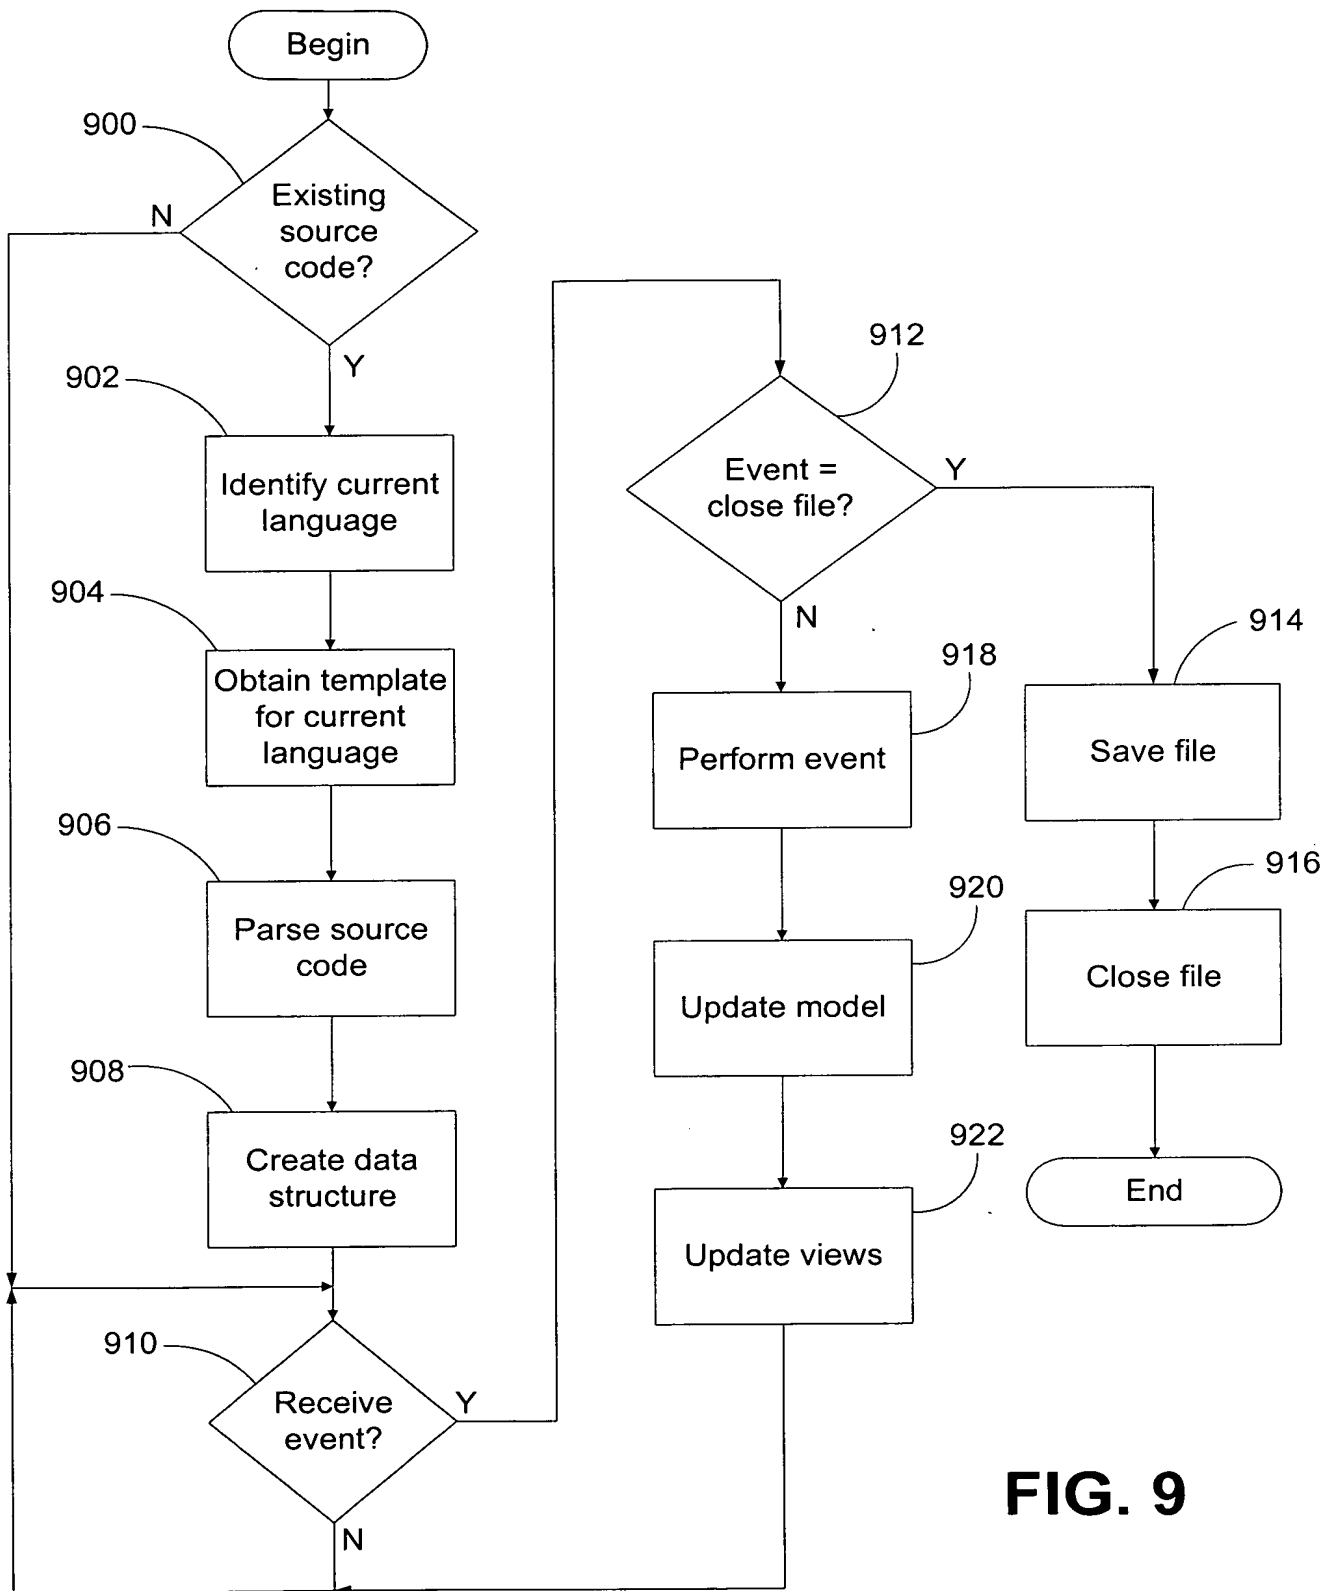 Begin
900
Existing
source
code?
N
Y
902
Identify current
language
904
Obtain template
for current
language
906
Parse source
code
908
Create data
structure
910
Receive
event?
Y
N
912
Event =
close file?
Y
N
914
Save file
916
Close file
End
918
Perform event
920
Update model
922
Update views
FIG. 9